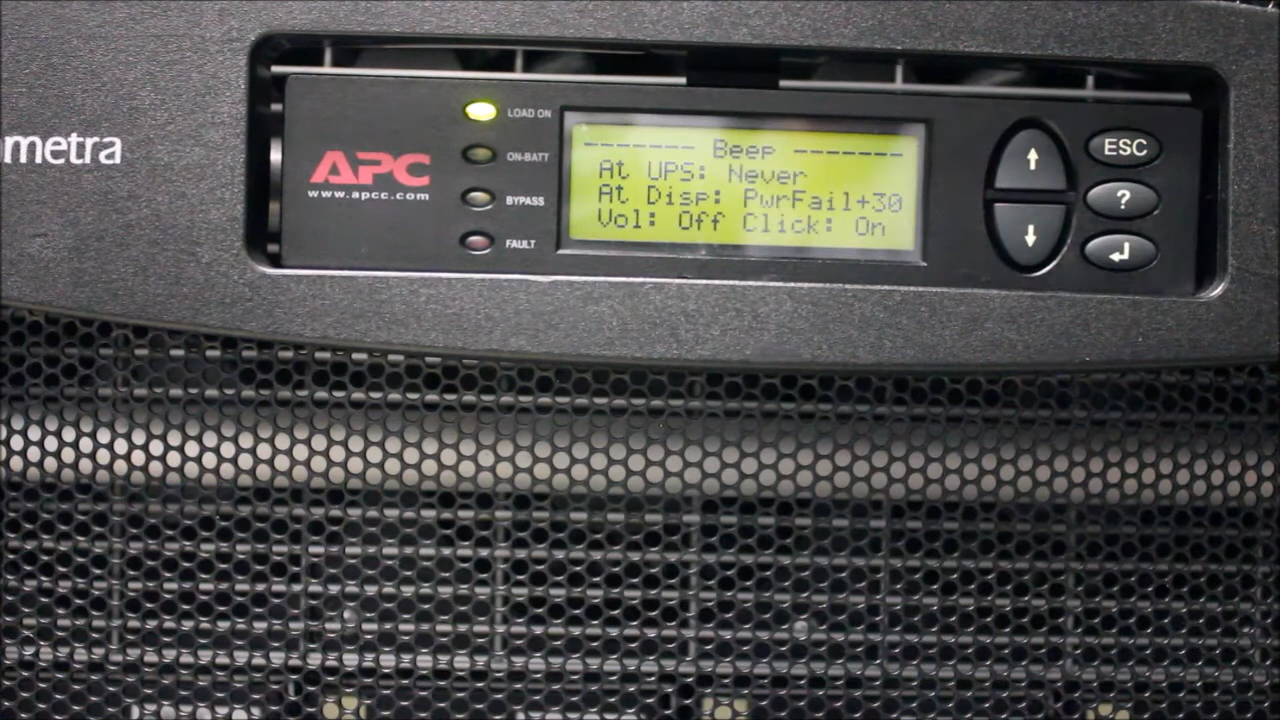 metra
APC
www.apcc.com
LOAD ON
ON-BATT
BYPASS
FAULT
------- Beep -------
At UPS: Never
At Disp: PwrFail+30
Vol: Off Click: On
ESC
?